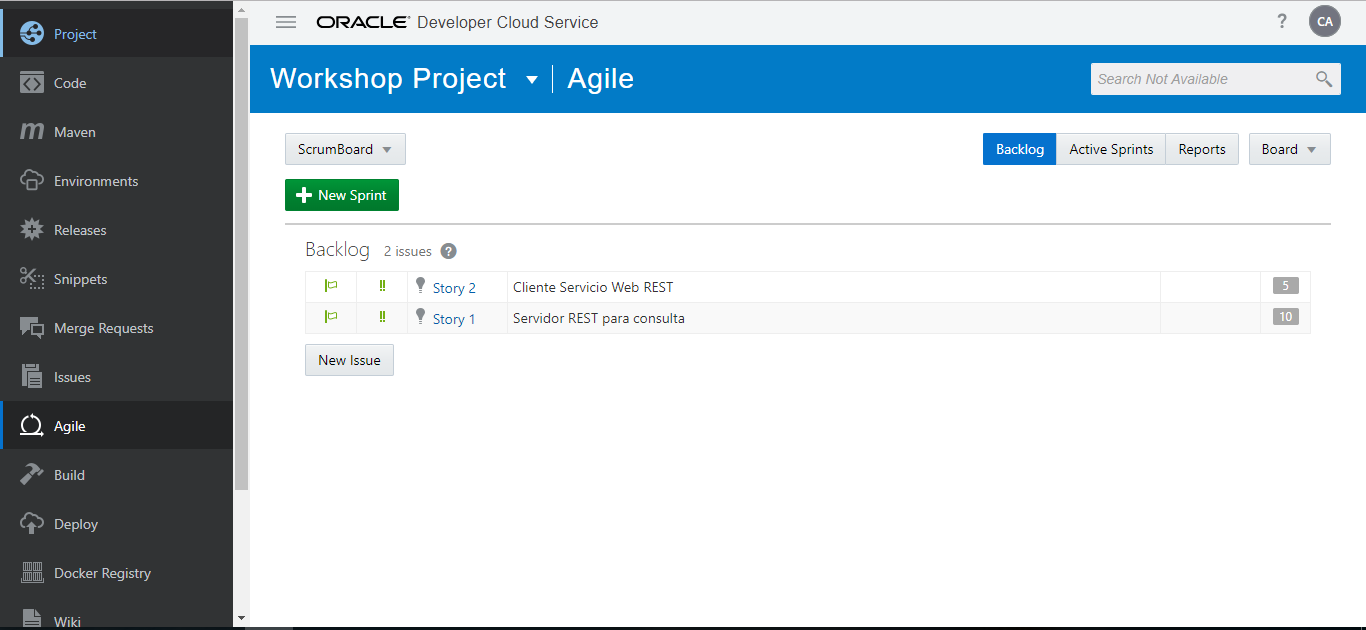 Project
Code
Maven
Environments
Releases
Snippets
Merge Requests
Issues
Agile
Build
Deploy
Docker Registry
Wiki
ORACLE® Developer Cloud Service
?
CA
Workshop Project
Agile
Search Not Available
ScrumBoard
Backlog
Active Sprints
Reports
Board
New Sprint
Backlog 2 issues ?
!! Story 2 Cliente Servicio Web REST 5
!! Story 1 Servidor REST para consulta 10
New Issue